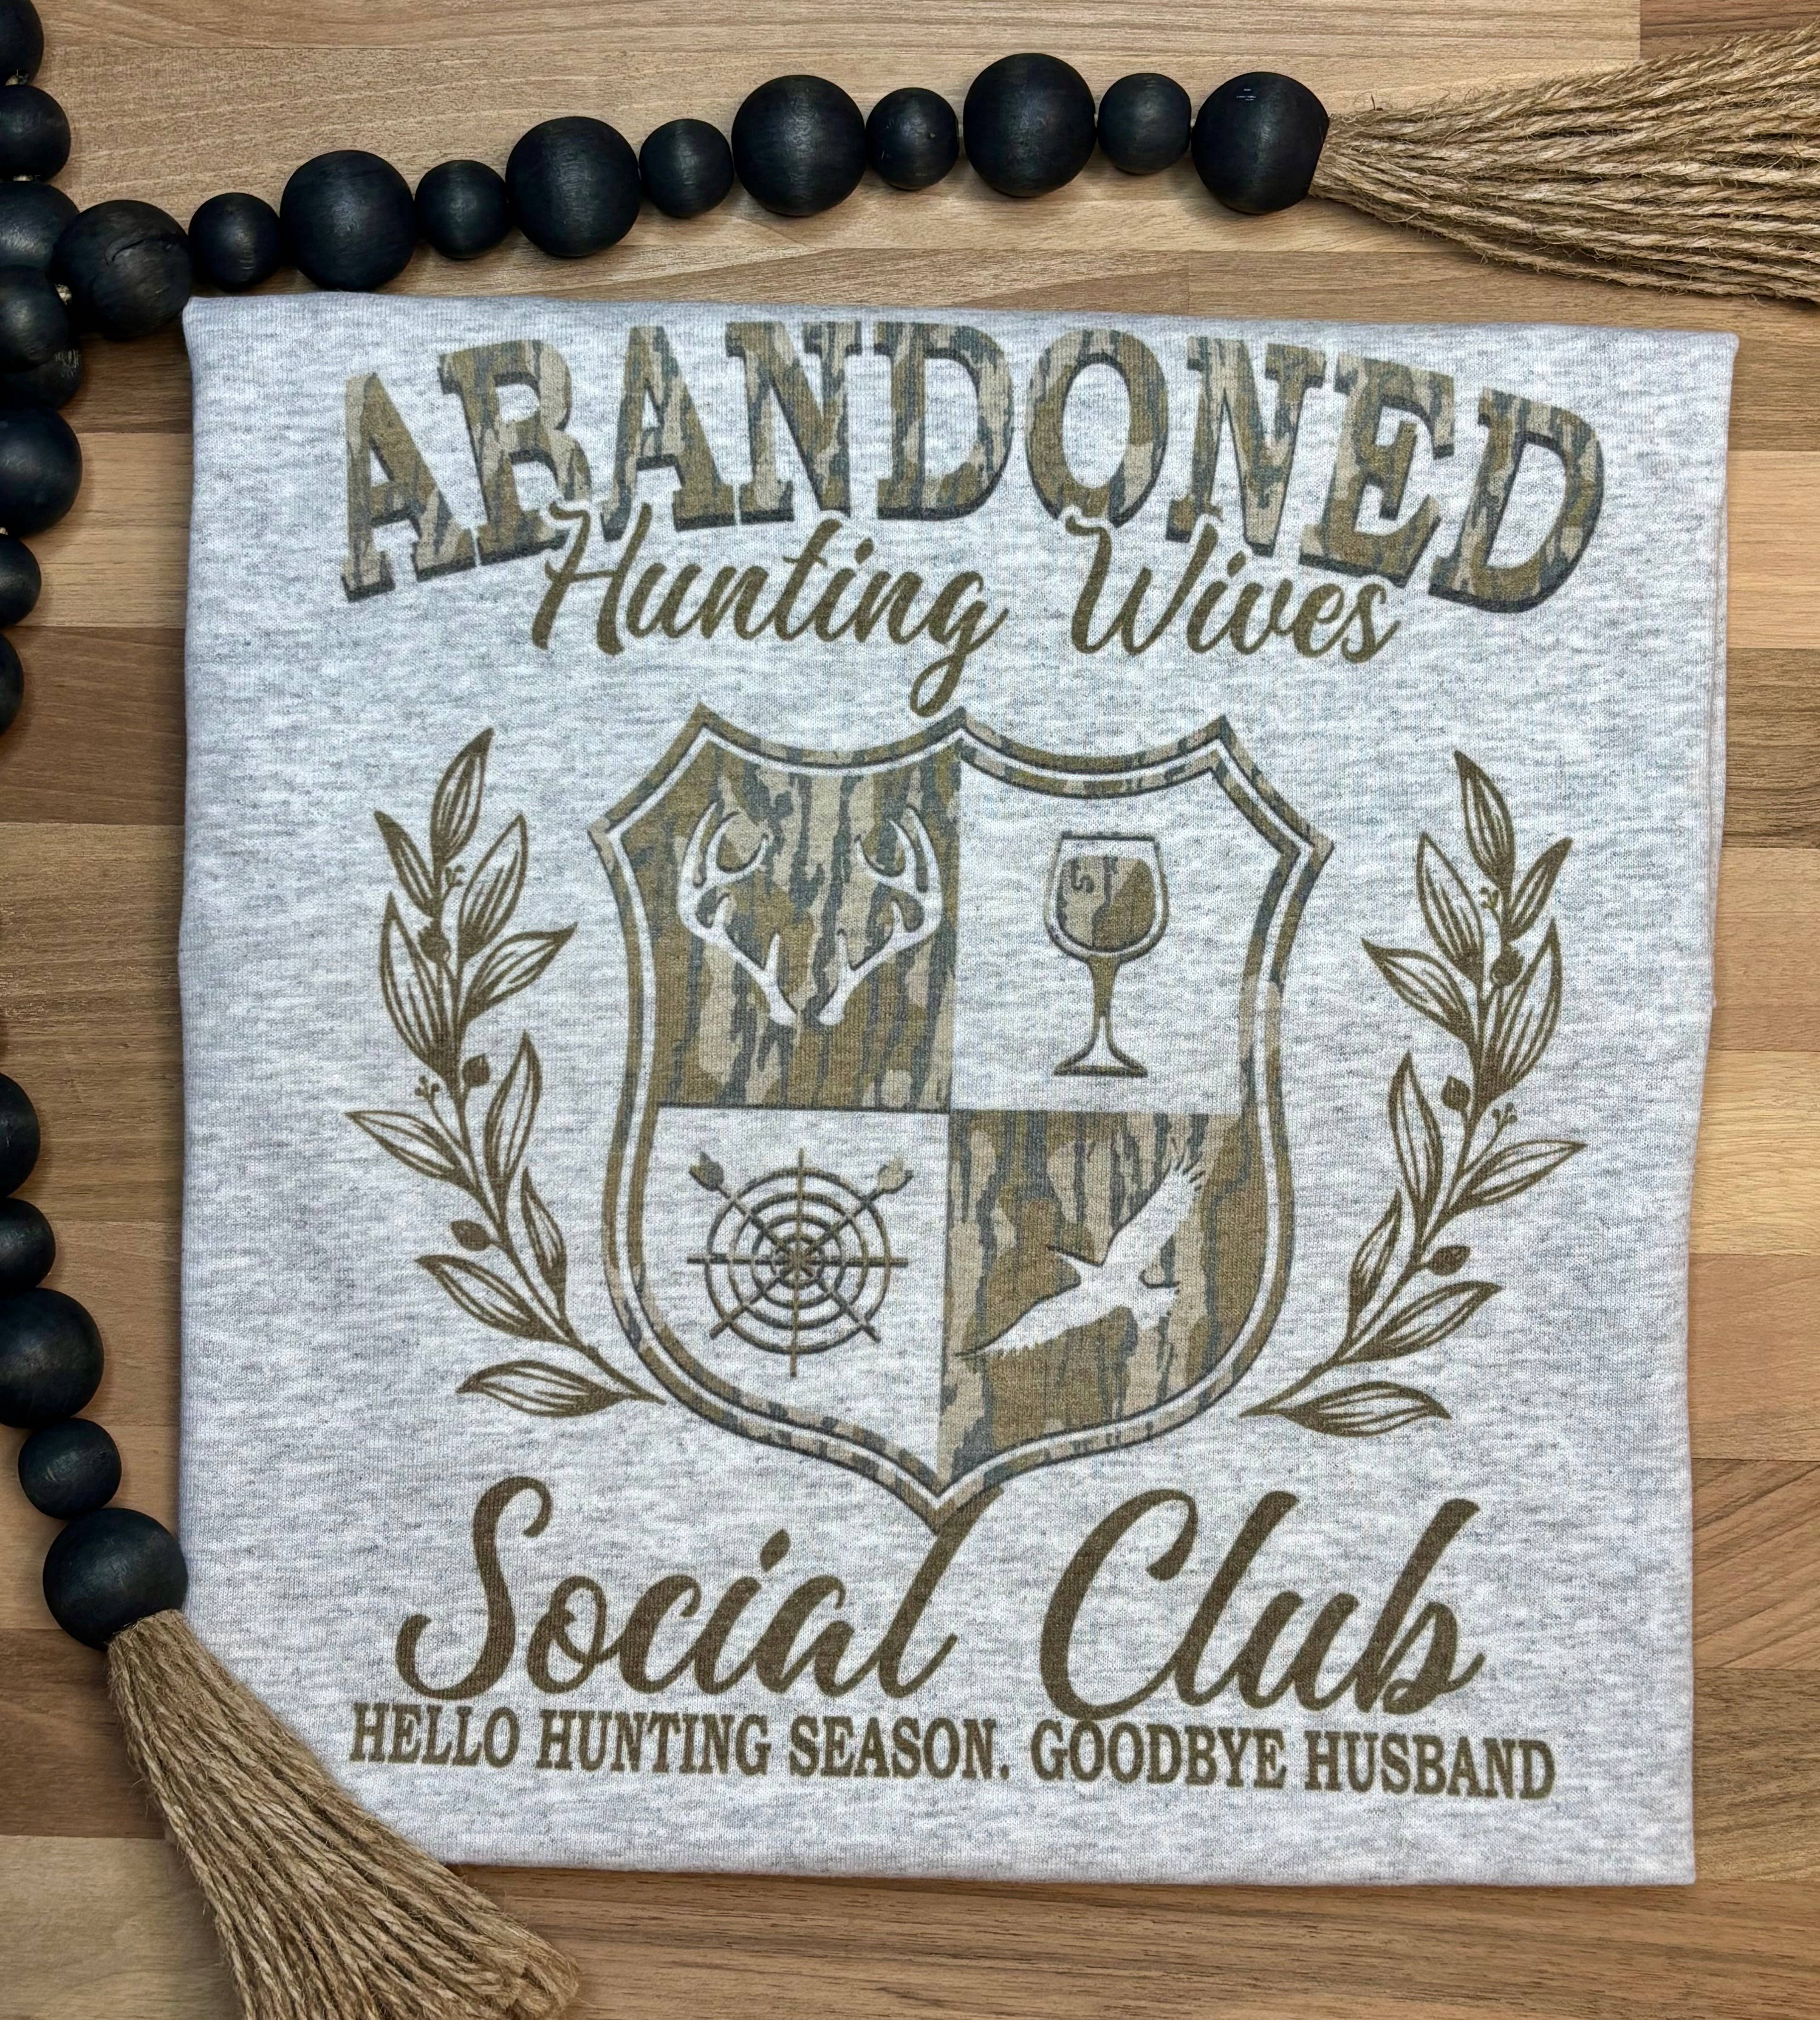 ABANDONED
Hunting Wives
Social Club
HELLO HUNTING SEASON. GOODBYE HUSBAND